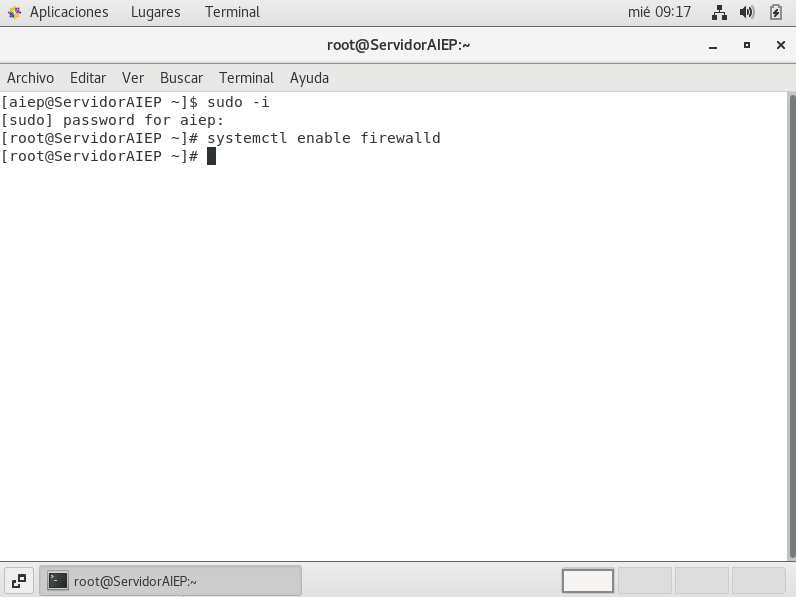 Aplicaciones Lugares Terminal mié 09:17
root@ServidorAIEP:~
Archivo Editar Ver Buscar Terminal Ayuda
[aiep@ServidorAIEP ~]$ sudo -i
[sudo] password for aiep:
[root@ServidorAIEP ~]# systemctl enable firewalld
[root@ServidorAIEP ~]#
root@ServidorAIEP:~